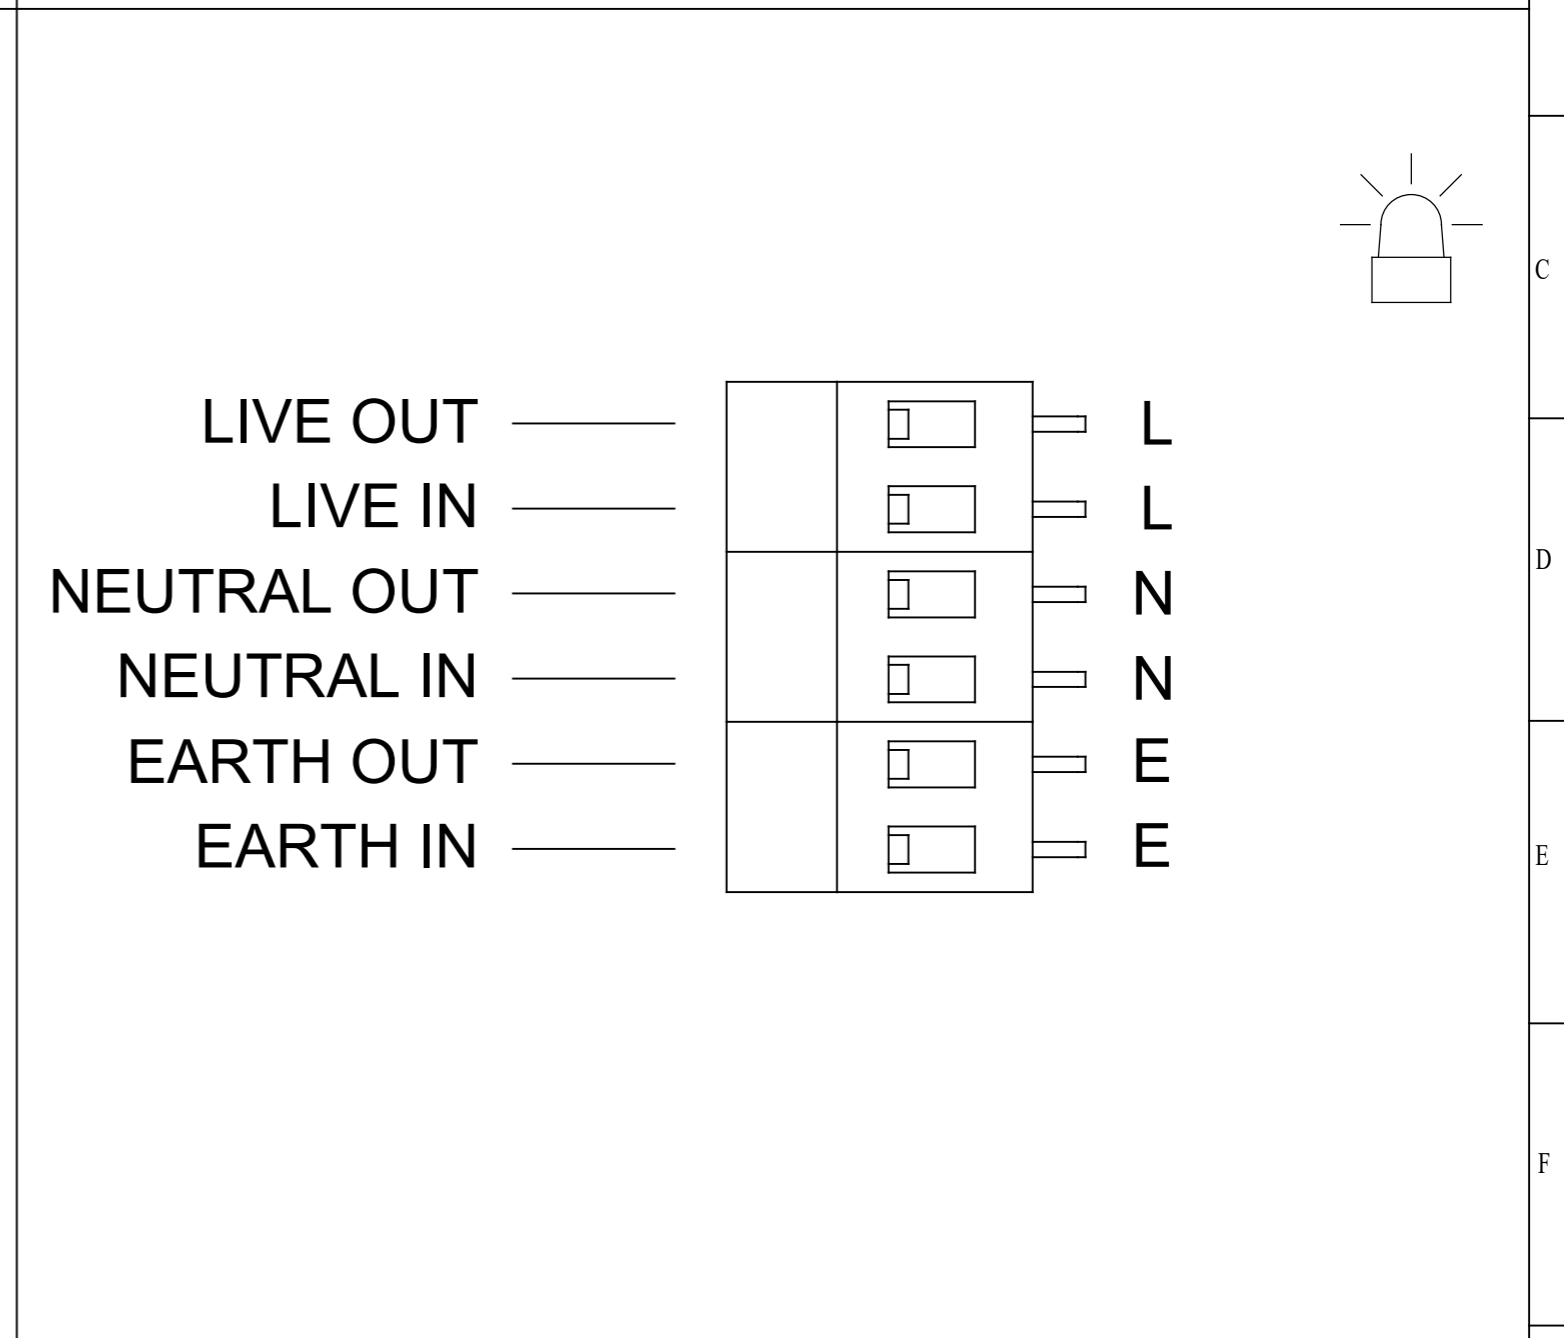 C
LIVE OUT L
LIVE IN L
D
NEUTRAL OUT N
NEUTRAL IN N
EARTH OUT E
EARTH IN E
E
F